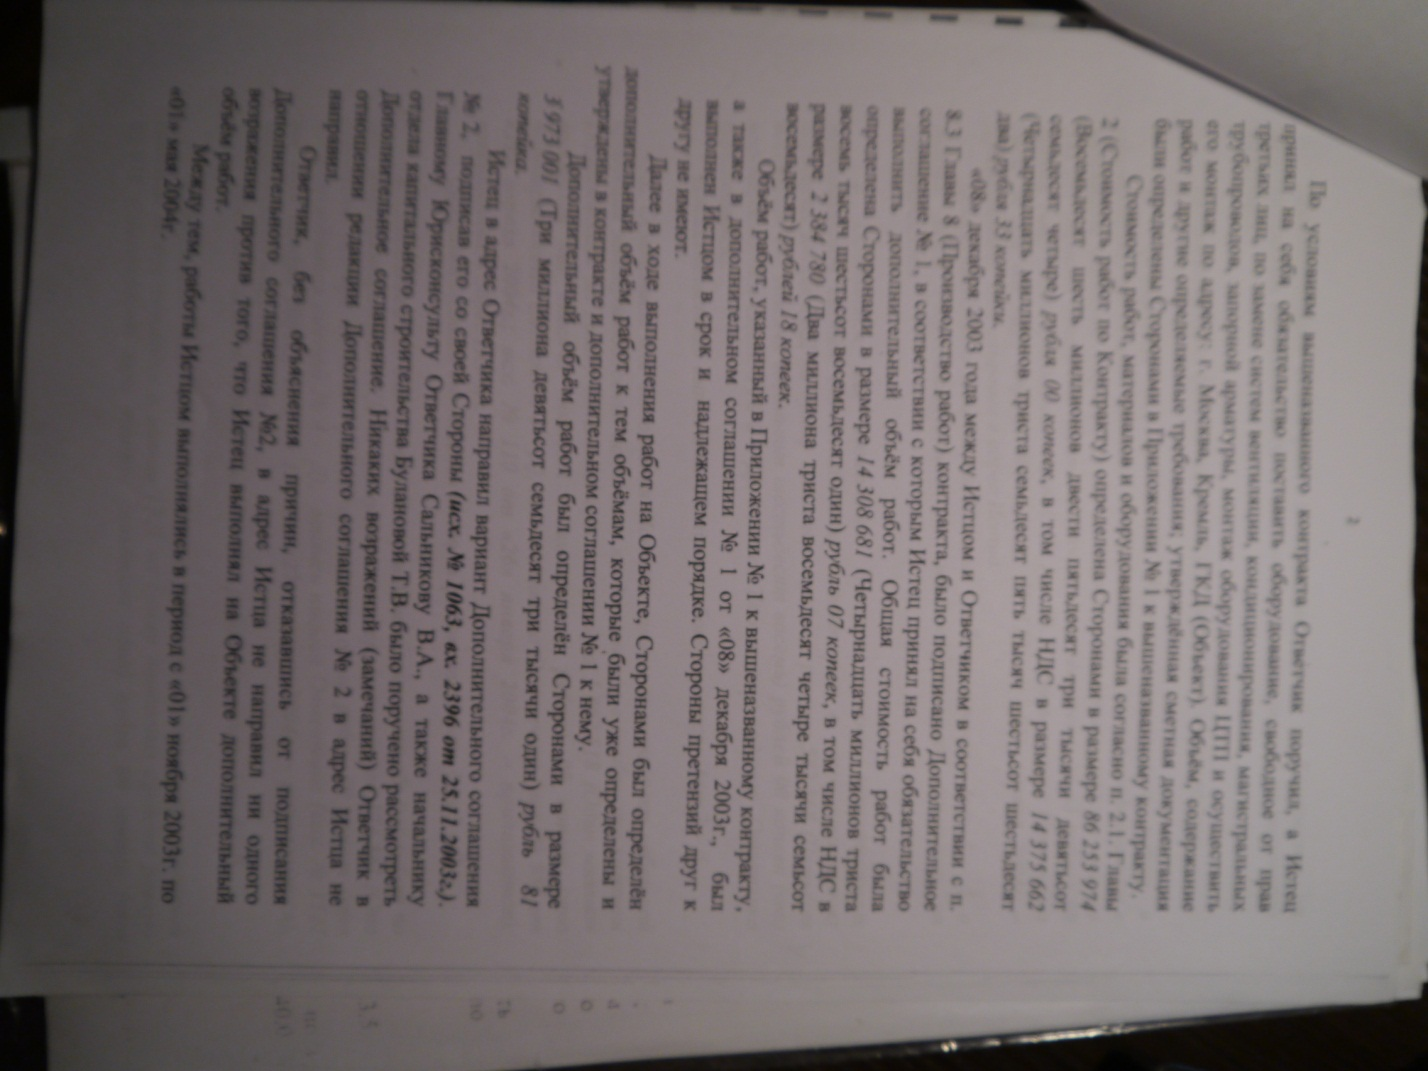 2
По условиям вышеназванного контракта Ответчик поручил, а Истец
принял на себя обязательство поставить оборудование, свободное от прав
третьих лиц, по замене систем вентиляции, кондиционирования, магистральных
трубопроводов, запорной арматуры, монтаж оборудования ЦТП и осуществить
его монтаж по адресу: г. Москва, Кремль, ГКД (Объект). Объём, содержание
работ и другие определяемые требования; утверждённая сметная документация
были определены Сторонами в Приложении № 1 к вышеназванному контракту.
Стоимость работ, материалов и оборудования была согласно п. 2.1. Главы
2 (Стоимость работ по Контракту) определена Сторонами в размере 86 253 974
(Восемьдесят шесть миллионов двести пятьдесят три тысячи девятьсот
семьдесят четыре) рубля 00 копеек, в том числе НДС в размере 14 375 662
(Четырнадцать миллионов триста семьдесят пять тысяч шестьсот шестьдесят
два) рубля 33 копейки.
«08» декабря 2003 года между Истцом и Ответчиком в соответствии с п.
8.3 Главы 8 (Производство работ) контракта, было подписано Дополнительное
соглашение № 1, в соответствии с которым Истец принял на себя обязательство
выполнить дополнительный объём работ. Общая стоимость работ была
определена Сторонами в размере 14 308 681 (Четырнадцать миллионов триста
восемь тысяч шестьсот восемьдесят один) рубль 07 копеек, в том числе НДС в
размере 2 384 780 (Два миллиона триста восемьдесят четыре тысячи семьсот
восемьдесят) рублей 18 копеек.
Объём работ, указанный в Приложении № 1 к вышеназванному контракту,
а также в дополнительном соглашении № 1 от «08» декабря 2003г., был
выполнен Истцом в срок и надлежащем порядке. Стороны претензий друг к
другу не имеют.
Далее в ходе выполнения работ на Объекте, Сторонами был определён
дополнительный объём работ к тем объёмам, которые были уже определены и
утверждены в контракте и дополнительном соглашении № 1 к нему.
Дополнительный объём работ был определён Сторонами в размере
3 973 001 (Три миллиона девятьсот семьдесят три тысячи один) рубль 81
копейка.
Истец в адрес Ответчика направил вариант Дополнительного соглашения
№ 2, подписав его со своей Стороны (исх. № 1063, вх. 2396 от 25.11.2003г.).
Главному Юрисконсульту Ответчика Сальникову В.А., а также начальнику
отдела капитального строительства Булановой Т.В. было поручено рассмотреть
Дополнительное соглашение. Никаких возражений (замечаний) Ответчик в
отношении редакции Дополнительного соглашения № 2 в адрес Истца не
направил.
Ответчик, без объяснения причин, отказавшись от подписания
Дополнительного соглашения №2, в адрес Истца не направил ни одного
возражения против того, что Истец выполнял на Объекте дополнительный
объём работ.
Между тем, работы Истцом выполнялись в период с «01» ноября 2003г. по
«01» мая 2004г.
3.5